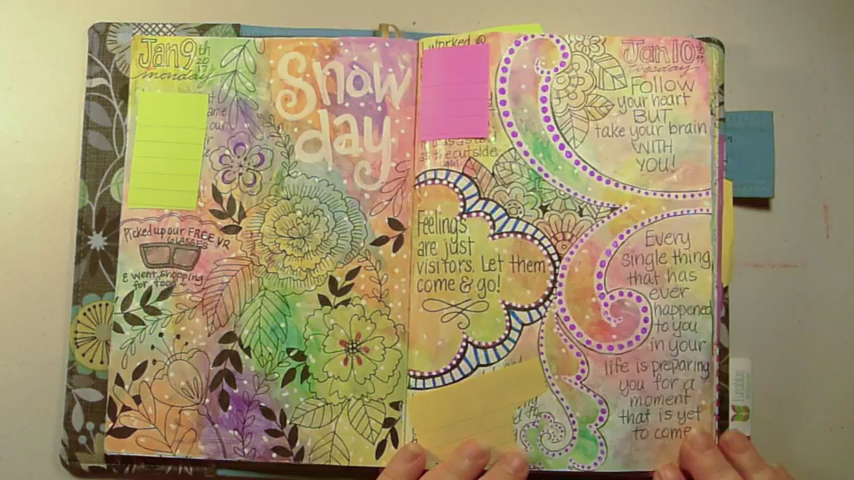 Jan 9th
2017
monday
Snow
day
Picked up our FREE VR
GLASSES
& went shopping
for food!
I worked @
the outside
Feelings
are just
visitors. Let them
come & go!
Jan 10th
Tuesday
Follow
your heart
BUT
take your brain
WITH
YOU!
Every
single thing
that has
ever
happened
to you
in your
life is preparing
you for a
moment
that is yet
to come.